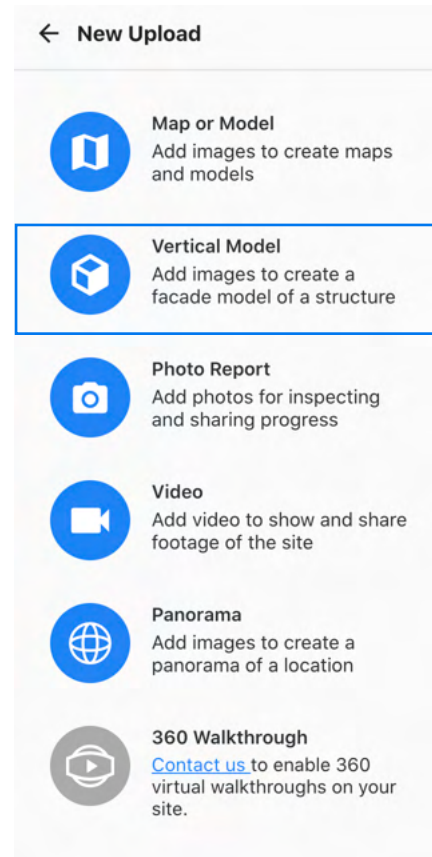 ← New Upload
Map or Model
Add images to create maps
and models
Vertical Model
Add images to create a
facade model of a structure
Photo Report
Add photos for inspecting
and sharing progress
Video
Add video to show and share
footage of the site
Panorama
Add images to create a
panorama of a location
360 Walkthrough
Contact us to enable 360
virtual walkthroughs on your
site.